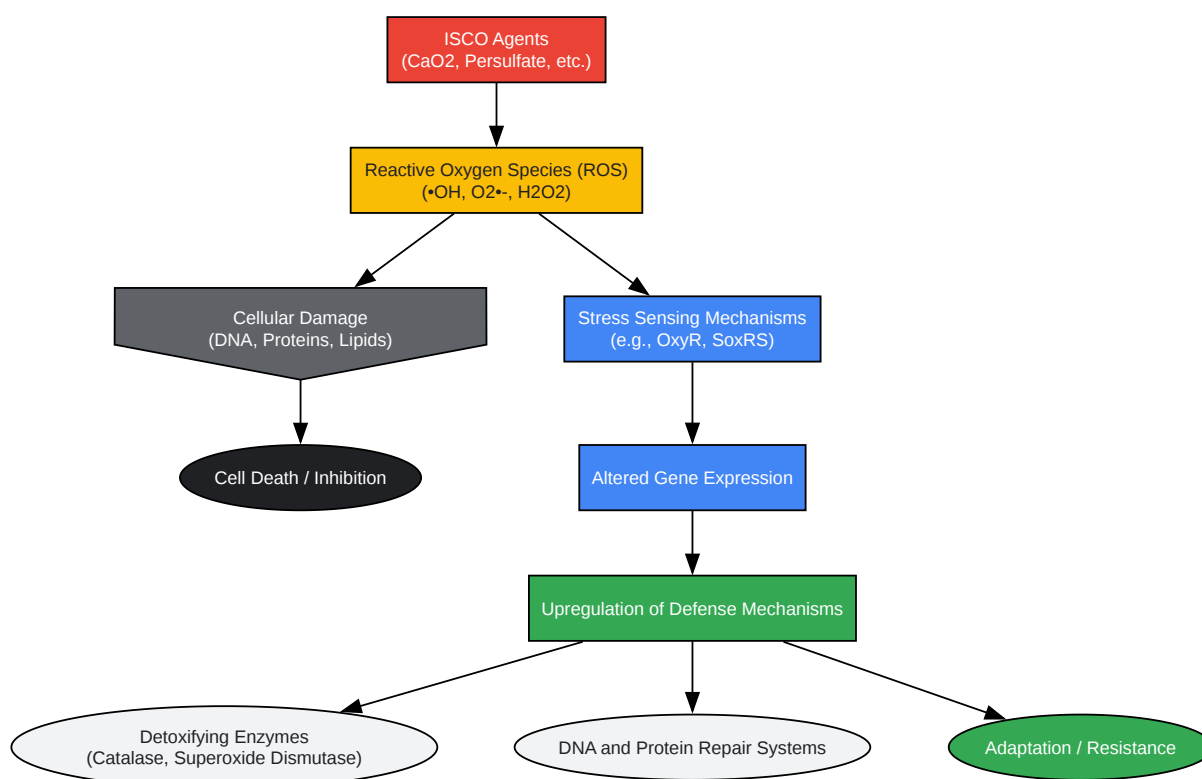 ISCO Agents
(CaO2, Persulfate, etc.)
Reactive Oxygen Species (ROS)
(•OH, O2•-, H2O2)
Cellular Damage
(DNA, Proteins, Lipids)
Stress Sensing Mechanisms
(e.g., OxyR, SoxRS)
Cell Death / Inhibition
Altered Gene Expression
Upregulation of Defense Mechanisms
Detoxifying Enzymes
(Catalase, Superoxide Dismutase)
DNA and Protein Repair Systems
Adaptation / Resistance